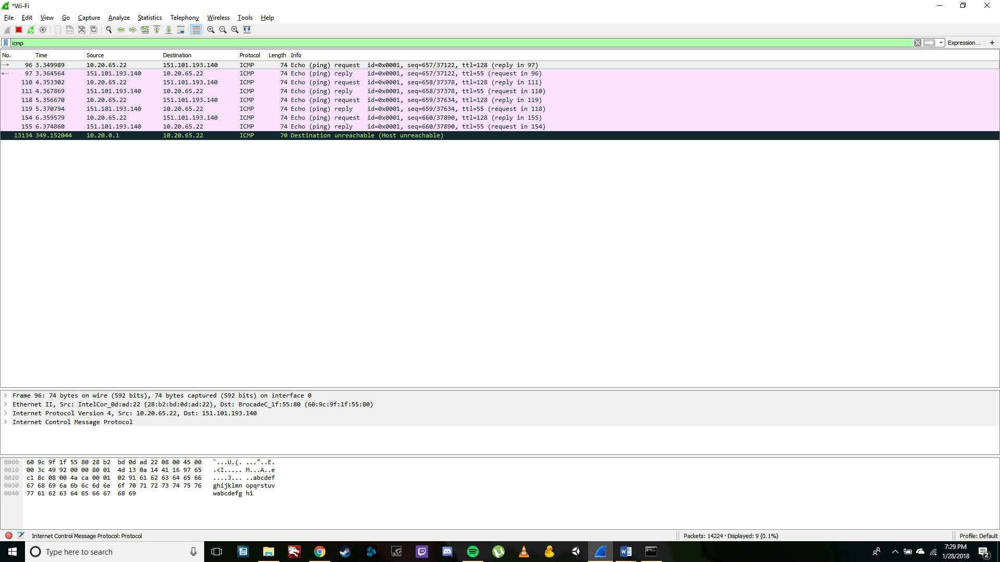 *Wi-Fi
File Edit View Go Capture Analyze Statistics Telephony Wireless Tools Help
icmp Expression... +
No. Time Source Destination Protocol Length Info
96 3.349989 10.20.65.22 151.101.193.140 ICMP 74 Echo (ping) request id=0x0001, seq=657/37122, ttl=128 (reply in 97)
97 3.364564 151.101.193.140 10.20.65.22 ICMP 74 Echo (ping) reply id=0x0001, seq=657/37122, ttl=55 (request in 96)
110 4.353302 10.20.65.22 151.101.193.140 ICMP 74 Echo (ping) request id=0x0001, seq=658/37378, ttl=128 (reply in 111)
111 4.367869 151.101.193.140 10.20.65.22 ICMP 74 Echo (ping) reply id=0x0001, seq=658/37378, ttl=55 (request in 110)
118 5.356670 10.20.65.22 151.101.193.140 ICMP 74 Echo (ping) request id=0x0001, seq=659/37634, ttl=128 (reply in 119)
119 5.370794 151.101.193.140 10.20.65.22 ICMP 74 Echo (ping) reply id=0x0001, seq=659/37634, ttl=55 (request in 118)
154 6.359579 10.20.65.22 151.101.193.140 ICMP 74 Echo (ping) request id=0x0001, seq=660/37890, ttl=128 (reply in 155)
155 6.374860 151.101.193.140 10.20.65.22 ICMP 74 Echo (ping) reply id=0x0001, seq=660/37890, ttl=55 (request in 154)
13134 349.152044 10.20.0.1 10.20.65.22 ICMP 70 Destination unreachable (Host unreachable)
Frame 96: 74 bytes on wire (592 bits), 74 bytes captured (592 bits) on interface 0
Ethernet II, Src: IntelCor_0d:ad:22 (28:b2:bd:0d:ad:22), Dst: BrocadeC_1f:55:80 (60:9c:9f:1f:55:80)
Internet Protocol Version 4, Src: 10.20.65.22, Dst: 151.101.193.140
Internet Control Message Protocol
0000 60 9c 9f 1f 55 80 28 b2 bd 0d ad 22 08 00 45 00 `...U.(. ..."..E.
0010 00 3c 49 92 00 00 80 01 4d 13 0a 14 41 16 97 65 .<I..... M...A..e
0020 c1 8c 08 00 4a ca 00 01 02 91 61 62 63 64 65 66 ....J... ..abcdef
0030 67 68 69 6a 6b 6c 6d 6e 6f 70 71 72 73 74 75 76 ghijklmn opqrstuv
0040 77 61 62 63 64 65 66 67 68 69 wabcdefg hi
Internet Control Message Protocol: Protocol Packets: 14224 · Displayed: 9 (0.1%) Profile: Default
Type here to search
7:29 PM
1/28/2018
2